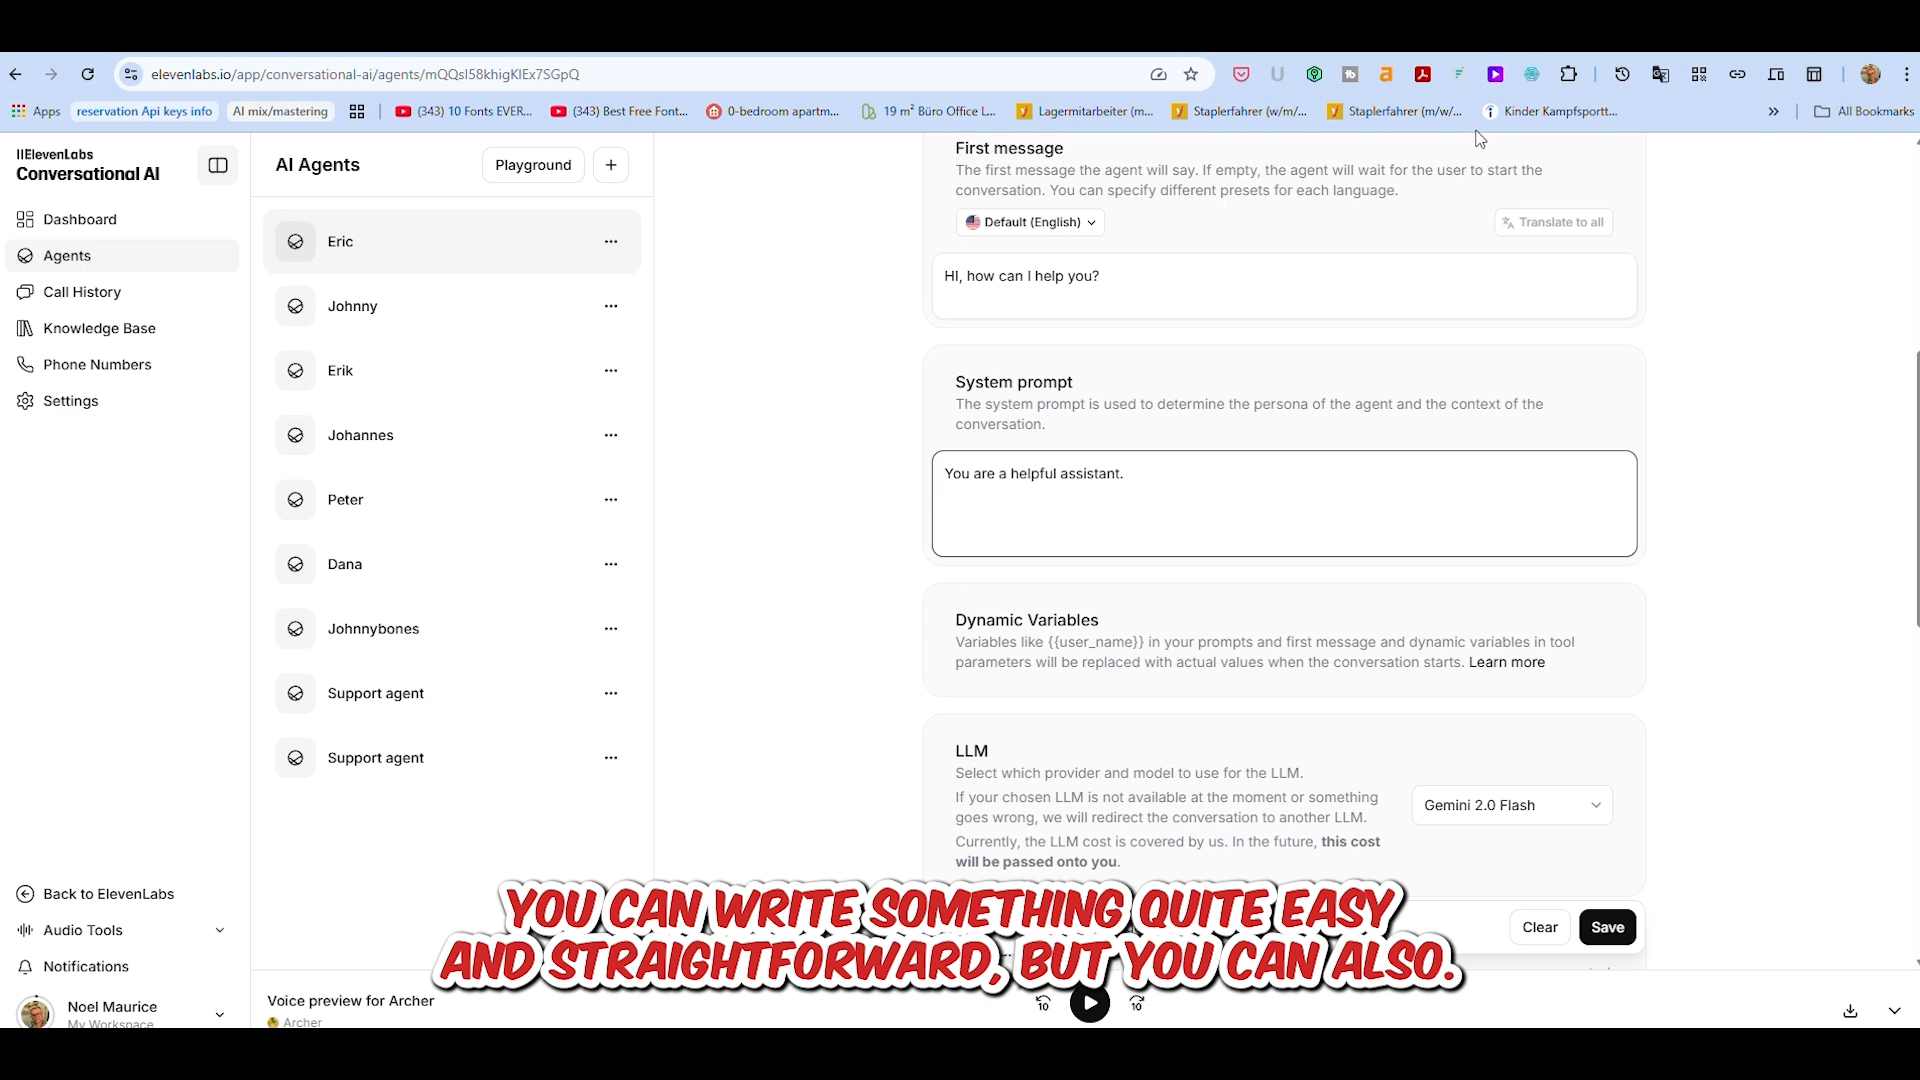 elevenlabs.io/app/conversational-ai/agents/mQQsI58khigKIEx7SGpQ
Apps
reservation Api keys info
AI mix/mastering
(343) 10 Fonts EVER...
(343) Best Free Font...
0-bedroom apartm...
19 m² Büro Office L...
Lagermitarbeiter (m...
Staplerfahrer (w/m/...
Staplerfahrer (m/w/...
Kinder Kampfsportt...
All Bookmarks
IIElevenLabs
Conversational AI
Dashboard
Agents
Call History
Knowledge Base
Phone Numbers
Settings
Back to ElevenLabs
Audio Tools
Notifications
Noel Maurice
My Workspace
AI Agents
Playground
Eric
Johnny
Erik
Johannes
Peter
Dana
Johnnybones
Support agent
Support agent
First message
The first message the agent will say. If empty, the agent will wait for the user to start the
conversation. You can specify different presets for each language.
Default (English)
Translate to all
HI, how can I help you?
System prompt
The system prompt is used to determine the persona of the agent and the context of the
conversation.
You are a helpful assistant.
Dynamic Variables
Variables like {{user_name}} in your prompts and first message and dynamic variables in tool
parameters will be replaced with actual values when the conversation starts. Learn more
LLM
Select which provider and model to use for the LLM.
If your chosen LLM is not available at the moment or something
goes wrong, we will redirect the conversation to another LLM.
Currently, the LLM cost is covered by us. In the future, this cost
will be passed onto you.
Gemini 2.0 Flash
Clear
Save
YOU CAN WRITE SOMETHING QUITE EASY
AND STRAIGHTFORWARD, BUT YOU CAN ALSO.
Voice preview for Archer
Archer
10
10